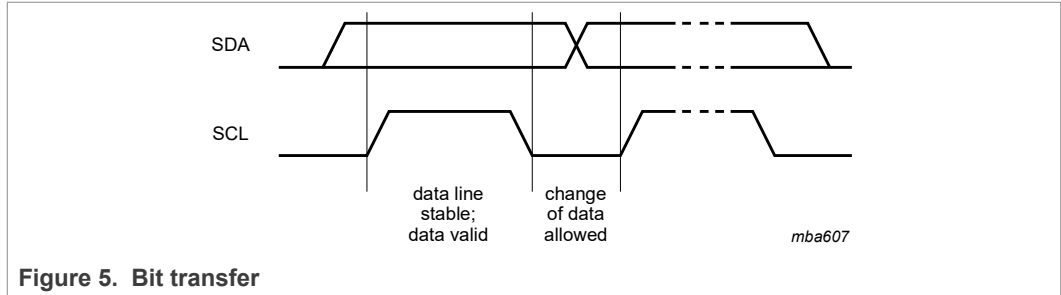 SDA
SCL
data line
stable;
data valid
change
of data
allowed
mba607
Figure 5. Bit transfer